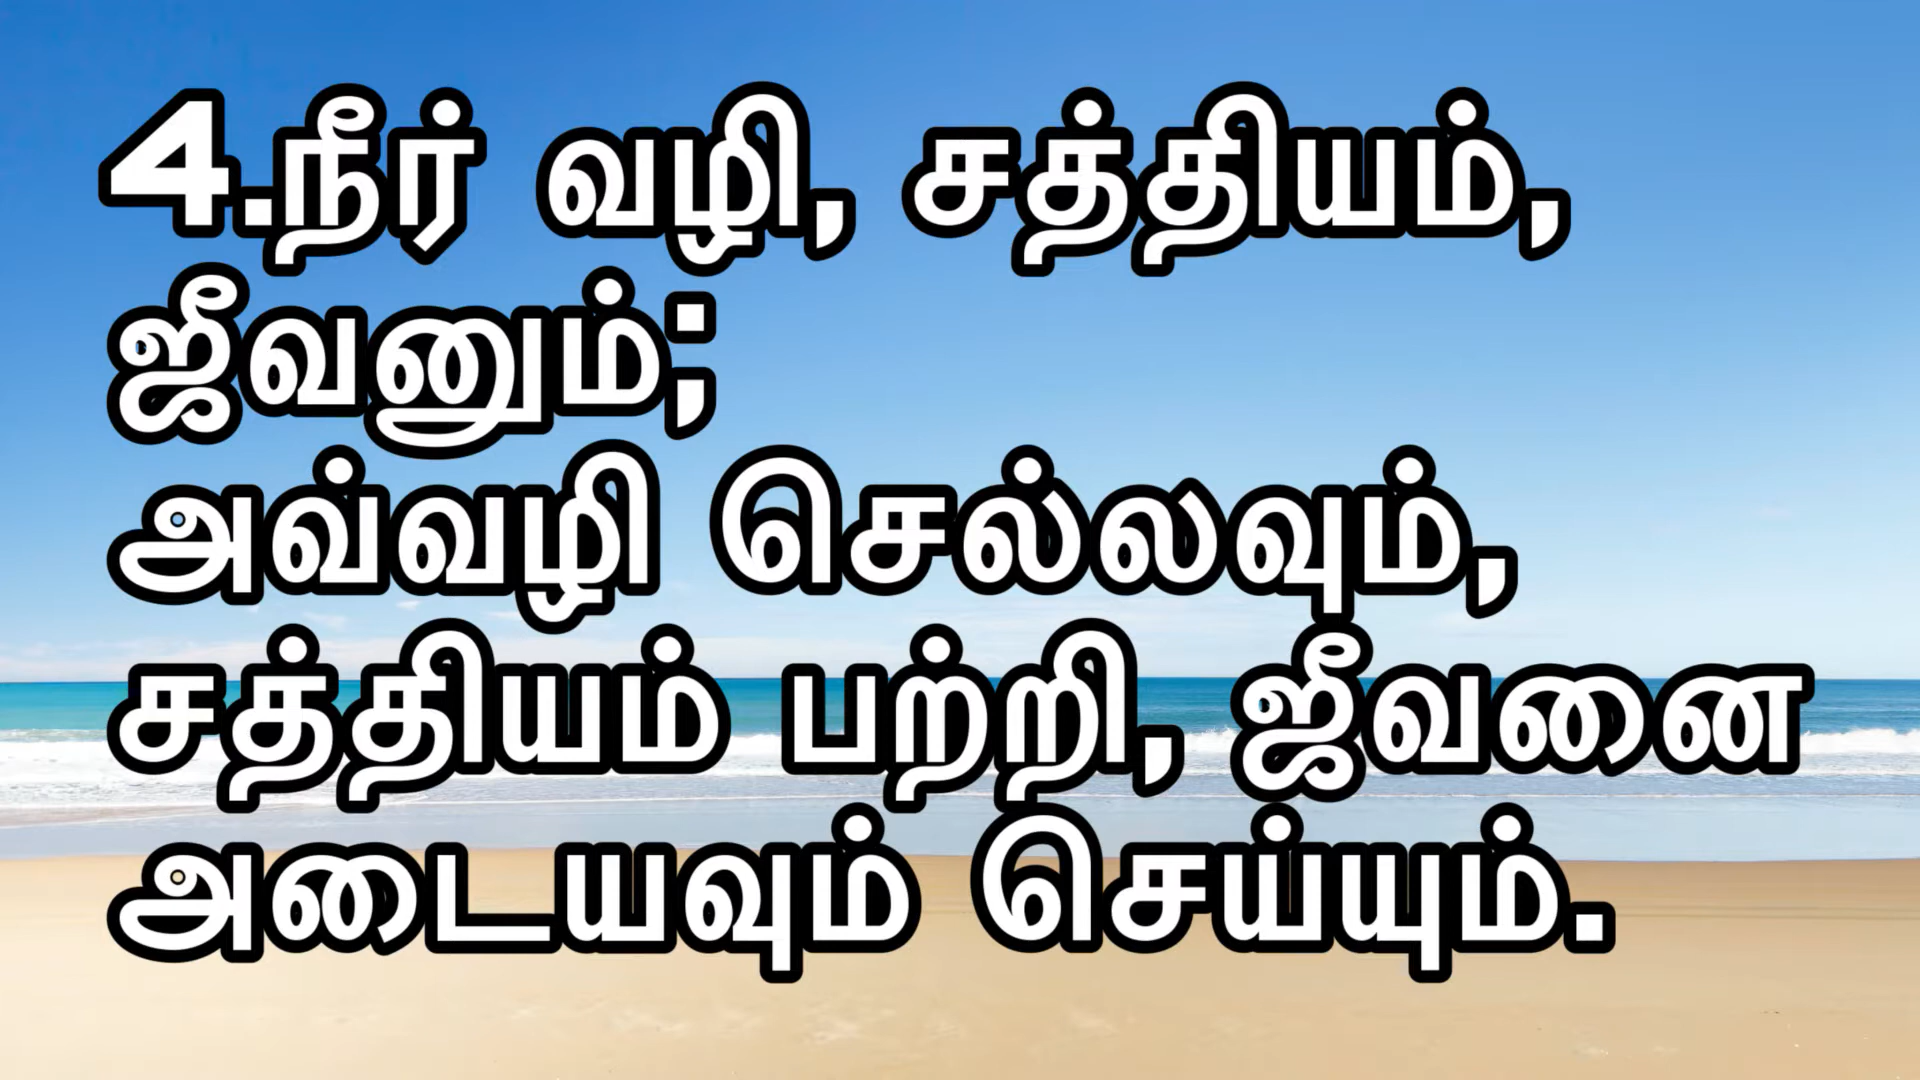 4.நீர் வழி, சத்தியம்,
ஜீவனும்;
அவ்வழி செல்லவும்,
சத்தியம் பற்றி, ஜீவனை
அடையவும் செய்யும்.